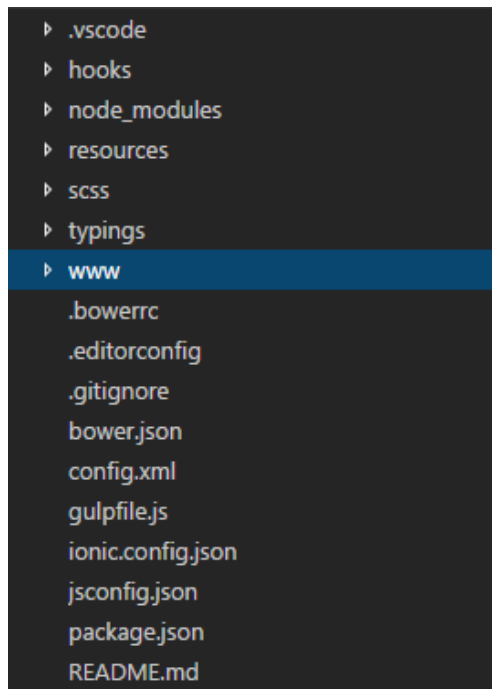 .vscode
hooks
node_modules
resources
scss
typings
www
.bowerrc
.editorconfig
.gitignore
bower.json
config.xml
gulpfile.js
ionic.config.json
jsconfig.json
package.json
README.md